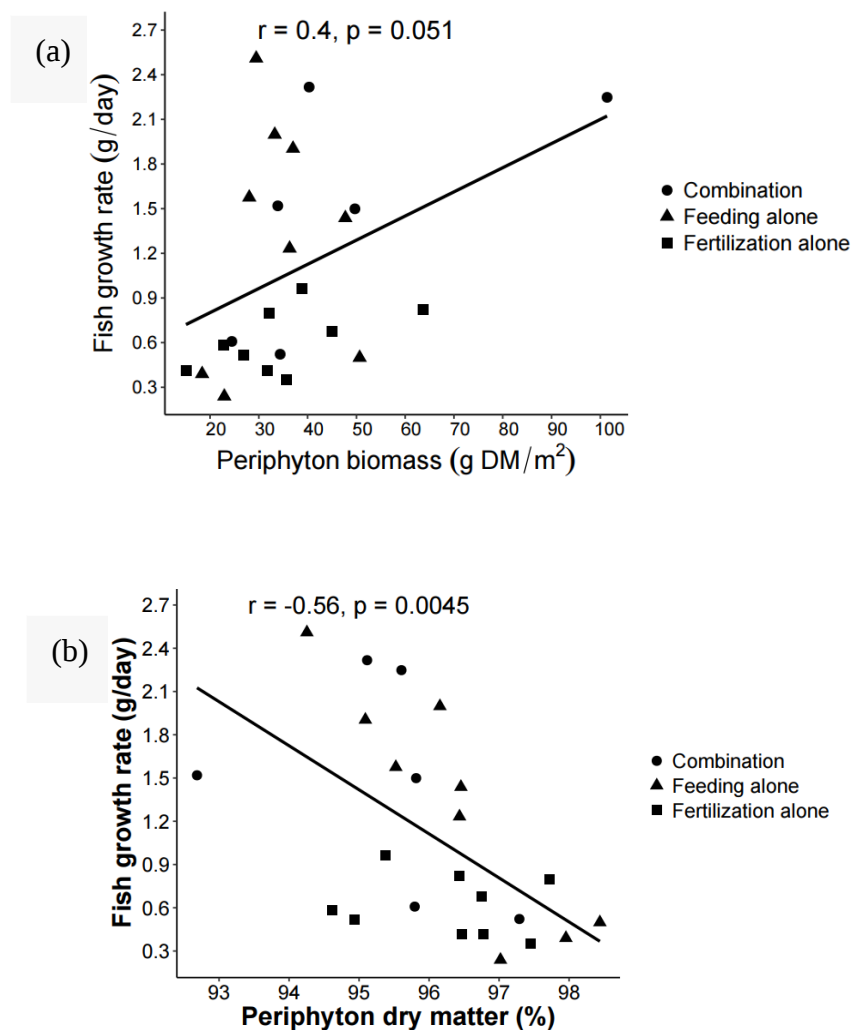 (a)
r = 0.4, p = 0.051
Fish growth rate (g/day)
2.7
2.4
2.1
1.8
1.5
1.2
0.9
0.6
0.3
20 30 40 50 60 70 80 90 100
Periphyton biomass (g DM/m²)
Combination
Feeding alone
Fertilization alone
(b)
r = -0.56, p = 0.0045
Fish growth rate (g/day)
2.7
2.4
2.1
1.8
1.5
1.2
0.9
0.6
0.3
93 94 95 96 97 98
Periphyton dry matter (%)
Combination
Feeding alone
Fertilization alone